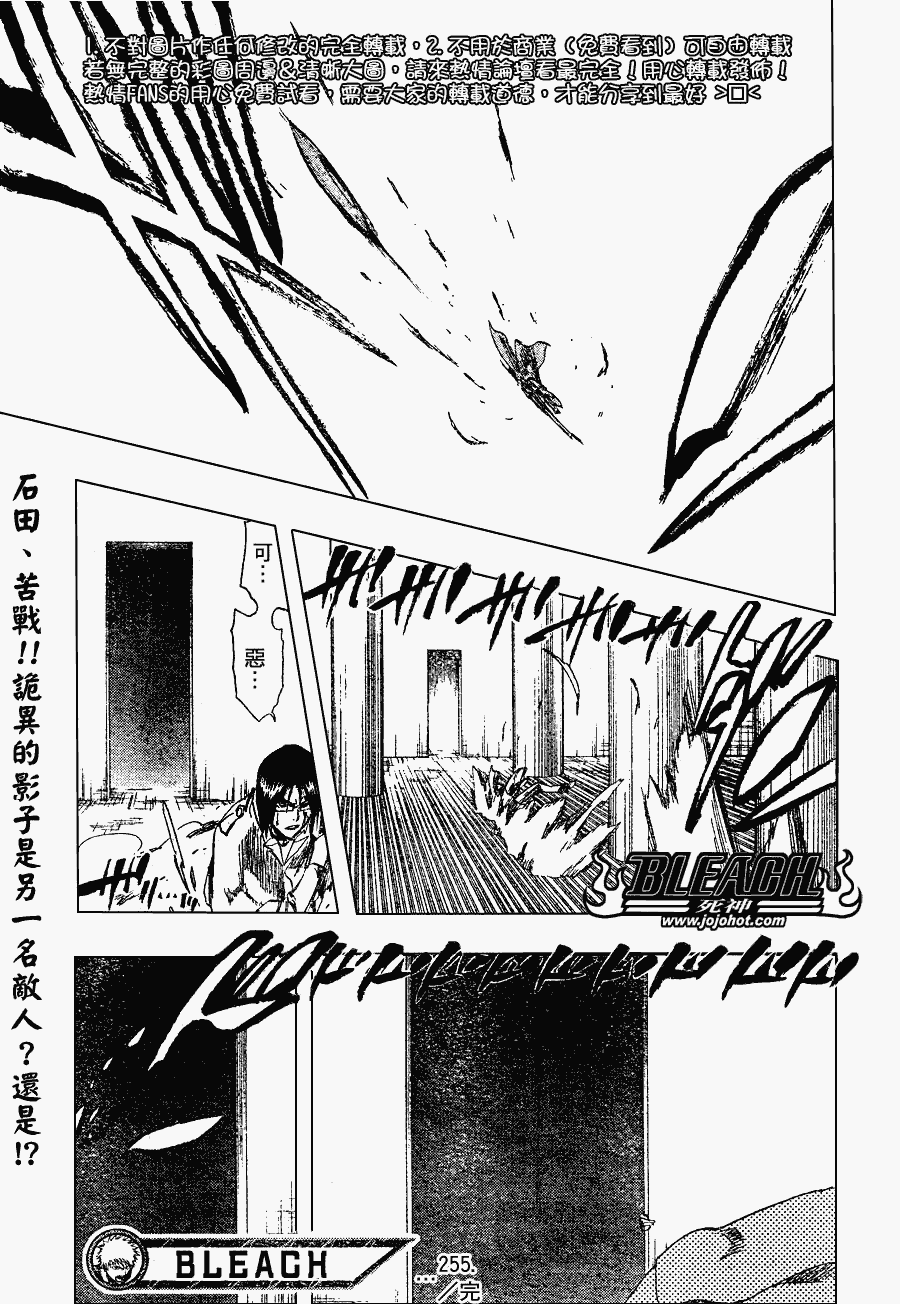 1. 不對圖片作任何修改的完全轉載，2. 不用於商業（免費看到）可自由轉載
若無完整的彩圖周漫&清晰大圖，請來熱情論壇看最完全！用心轉載發佈！
熱情FANS的用心免費試看，需要大家的轉載道德，才能分享到最好 >□<
可…
惡…
石田、苦戰!!詭異的影子是另一名敵人？還是!?
BLEACH
死神
www.jojohot.com
BLEACH
…255.
／完